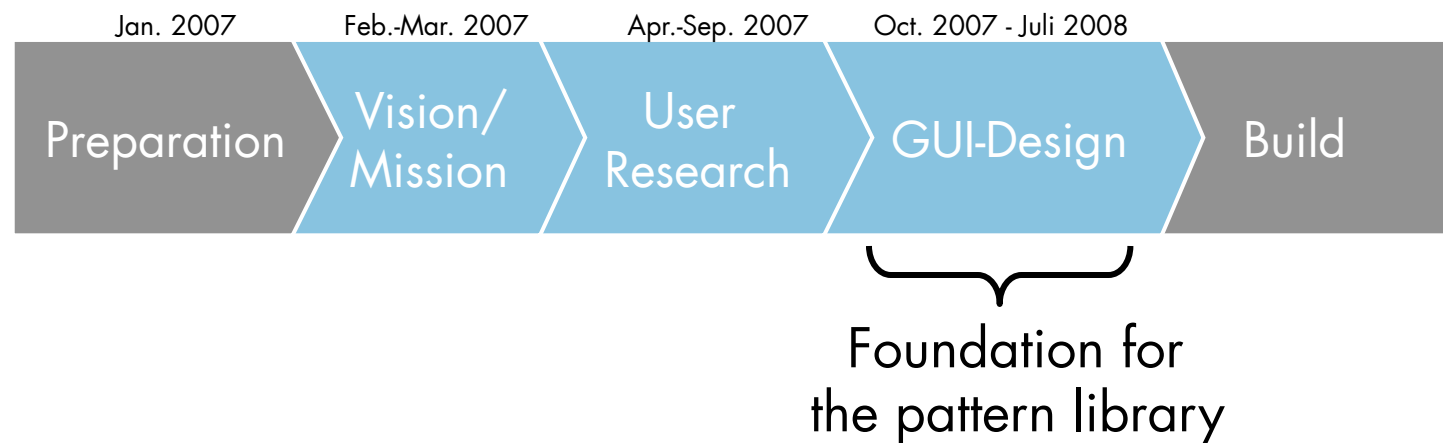 Jan. 2007
Feb.-Mar. 2007
Apr.-Sep. 2007
Oct. 2007 - Juli 2008
Preparation
Vision/
Mission
User
Research
GUI-Design
Build
Foundation for
the pattern library